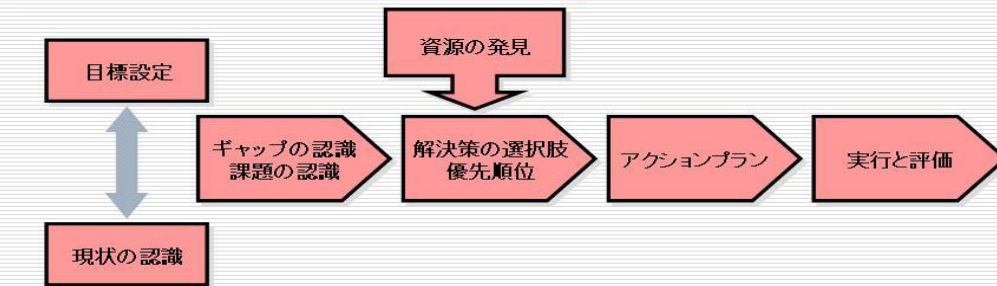 資源の発見
目標設定
ギャップの認識
課題の認識
解決策の選択肢
優先順位
アクションプラン
実行と評価
現状の認識